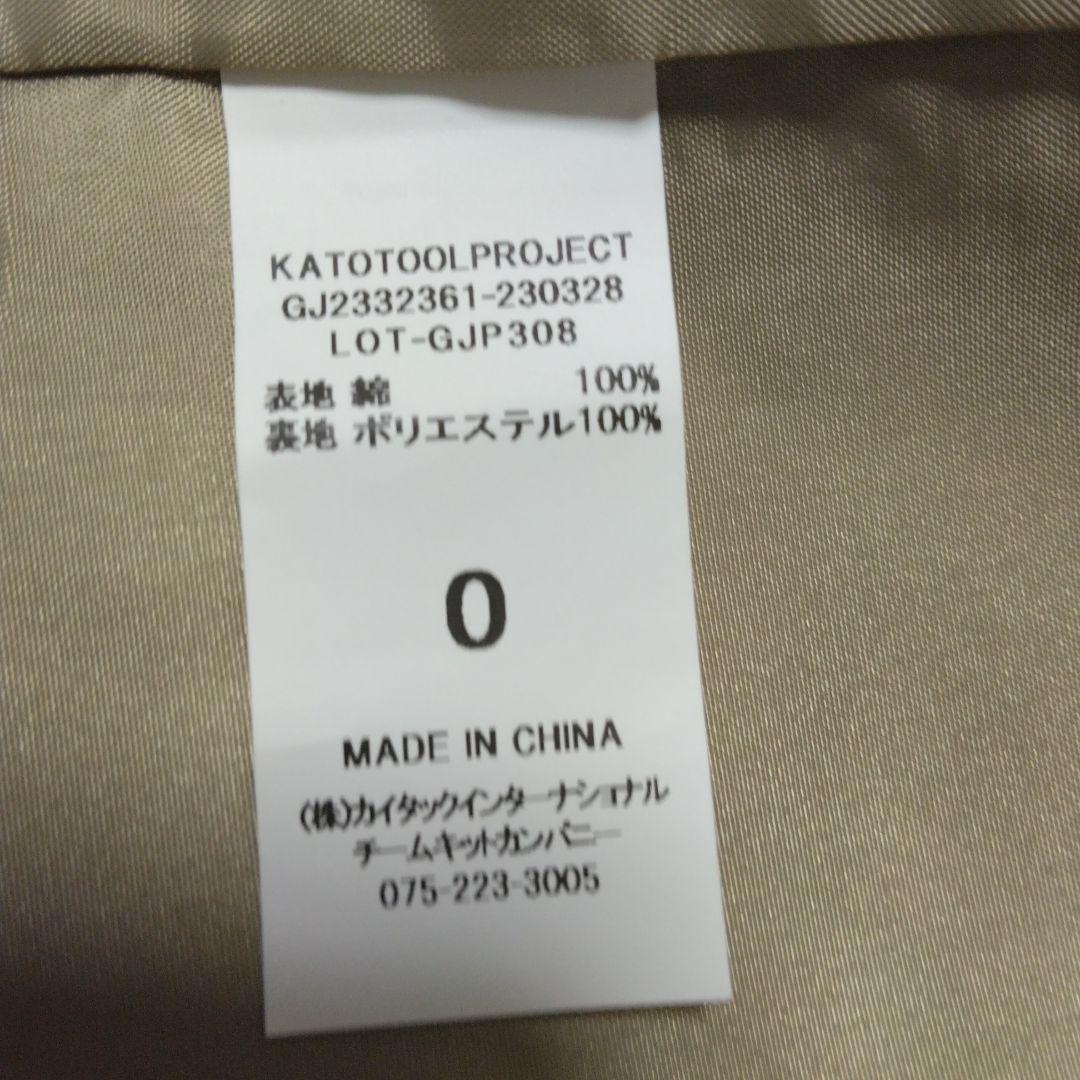 KATOTOOLPROJECT
GJ2332361-230328
LOT-GJP308
表地 綿 100%
裏地 ポリエステル100%
0
MADE IN CHINA
(株)カイタックインターナショナル
チームキットカンパニー
075-223-3005